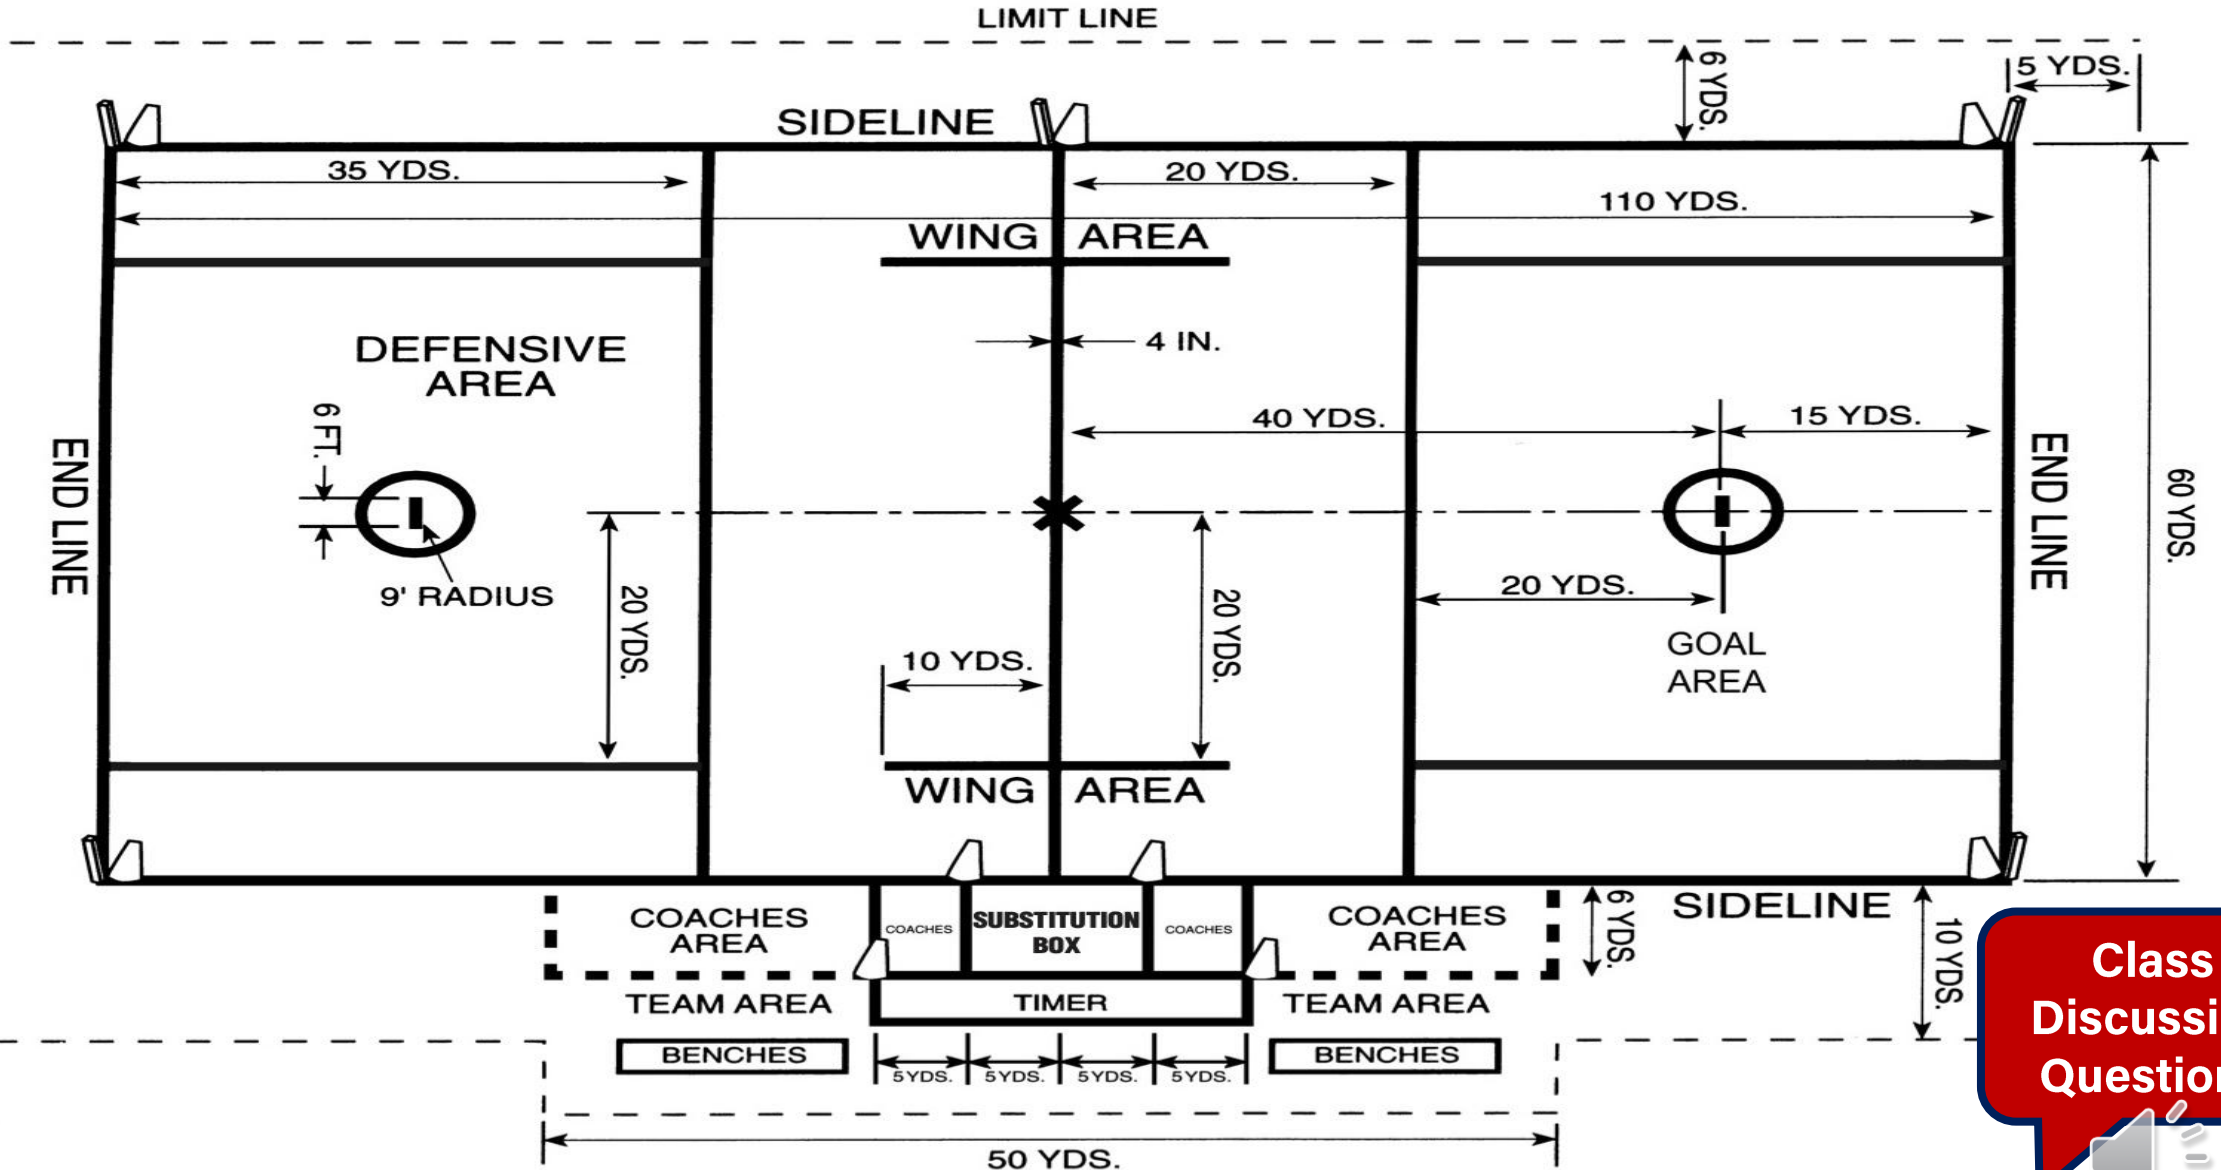 LIMIT LINE
6 YDS.
5 YDS.
SIDELINE
35 YDS.
20 YDS.
110 YDS.
WING AREA
DEFENSIVE
AREA
4 IN.
6 FT.
40 YDS.
15 YDS.
END LINE
END LINE
60 YDS.
9' RADIUS
20 YDS.
20 YDS.
20 YDS.
GOAL
AREA
10 YDS.
WING AREA
COACHES
AREA
COACHES
SUBSTITUTION
BOX
COACHES
COACHES
AREA
6 YDS.
SIDELINE
10 YDS.
TEAM AREA
TIMER
TEAM AREA
BENCHES
BENCHES
5 YDS.
5 YDS.
5 YDS.
5 YDS.
50 YDS.
Class
Discussi
Question